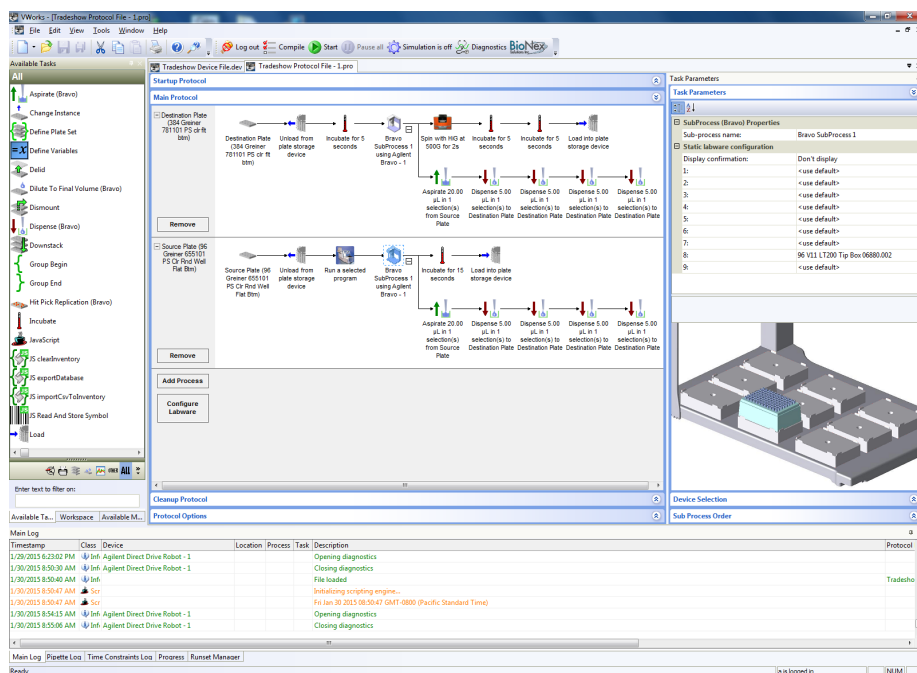 VWorks - [Tradeshow Protocol File - 1.pro]
File Edit View Tools Window Help
Log out Compile Start Pause all Simulation is off Diagnostics BioNex
Available Tasks
All
Aspirate (Bravo)
Change Instance
Define Plate Set
=X Define Variables
Delid
Dilute To Final Volume (Bravo)
Dismount
Dispense (Bravo)
Downstack
Group Begin
Group End
Hit Pick Replication (Bravo)
Incubate
JavaScript
JS clearInventory
JS exportDatabase
JS importCsvToInventory
JS Read And Store Symbol
Load
All
Enter text to filter on:
Available Ta... Workspace Available M...
Tradeshow Device File.dev Tradeshow Protocol File - 1.pro
Startup Protocol
Main Protocol
Destination Plate
(384 Greiner
781101 PS clr flt
btm)
Remove
Destination Plate
(384 Greiner
781101 PS clr flt
btm)
Unload from
plate storage
device
Incubate for 5
seconds
Bravo
SubProcess 1
using Agilent
Bravo - 1
Spin with HG at
500G for 2s
Incubate for 5
seconds
Incubate for 5
seconds
Load into plate
storage device
Aspirate 20.00
µL in 1
selection(s)
from Source
Plate
Dispense 5.00
µL in 1
selection(s) to
Destination Plate
Dispense 5.00
µL in 1
selection(s) to
Destination Plate
Dispense 5.00
µL in 1
selection(s) to
Destination Plate
Dispense 5.00
µL in 1
selection(s) to
Destination Plate
Source Plate (96
Greiner 655101
PS Clr Rnd Well
Flat Btm)
Remove
Source Plate (96
Greiner 655101
PS Clr Rnd Well
Flat Btm)
Unload from
plate storage
device
Run a selected
program
Bravo
SubProcess 1
using Agilent
Bravo - 1
Incubate for 15
seconds
Load into plate
storage device
Aspirate 20.00
µL in 1
selection(s)
from Source
Plate
Dispense 5.00
µL in 1
selection(s) to
Destination Plate
Dispense 5.00
µL in 1
selection(s) to
Destination Plate
Dispense 5.00
µL in 1
selection(s) to
Destination Plate
Dispense 5.00
µL in 1
selection(s) to
Destination Plate
Add Process
Configure
Labware
Cleanup Protocol
Protocol Options
Task Parameters
Task Parameters
SubProcess (Bravo) Properties
Sub-process name: Bravo SubProcess 1
Static labware configuration
Display confirmation: Don't display
1: <use default>
2: <use default>
3: <use default>
4: <use default>
5: <use default>
6: <use default>
7: <use default>
8: 96 V11 LT200 Tip Box 06880.002
9: <use default>
Device Selection
Sub Process Order
Main Log
Timestamp Class Device Location Process Task Description Protocol
1/29/2015 6:23:02 PM Inf Agilent Direct Drive Robot - 1 Opening diagnostics
1/30/2015 8:50:30 AM Inf Agilent Direct Drive Robot - 1 Closing diagnostics
1/30/2015 8:50:40 AM Inf File loaded Tradesho
1/30/2015 8:50:47 AM Scr Initializing scripting engine...
1/30/2015 8:50:47 AM Scr Fri Jan 30 2015 08:50:47 GMT-0800 (Pacific Standard Time)
1/30/2015 8:54:15 AM Inf Agilent Direct Drive Robot - 1 Opening diagnostics
1/30/2015 8:55:06 AM Inf Agilent Direct Drive Robot - 1 Closing diagnostics
Main Log Pipette Log Time Constraints Log Progress Runset Manager
Ready a is logged in NUM